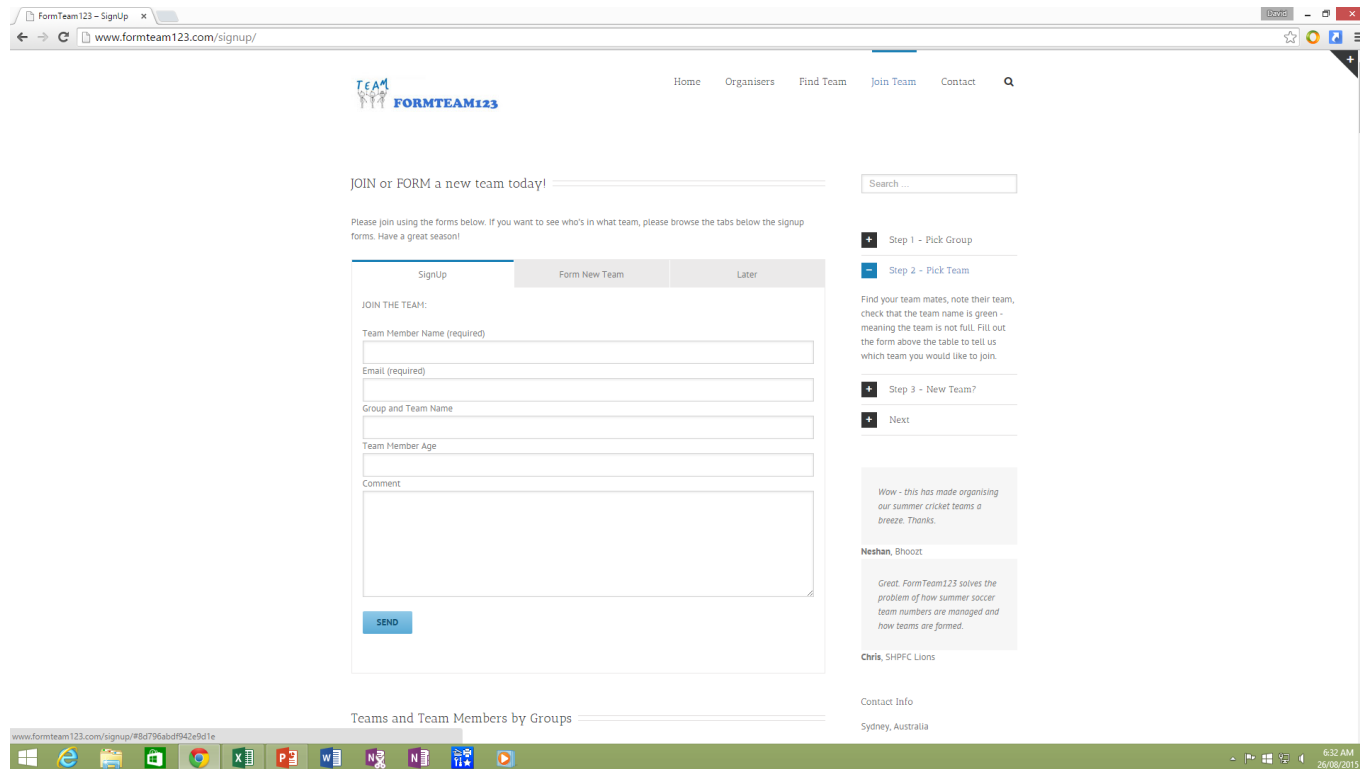 FormTeam123 – SignUp
David
www.formteam123.com/signup/
TEAM
FORMTEAM123
Home Organisers Find Team Join Team Contact
JOIN or FORM a new team today!
Please join using the forms below. If you want to see who's in what team, please browse the tabs below the signup
forms. Have a great season!
SignUp Form New Team Later
JOIN THE TEAM:
Team Member Name (required)
Email (required)
Group and Team Name
Team Member Age
Comment
SEND
Teams and Team Members by Groups
Search ...
Step 1 - Pick Group
Step 2 - Pick Team
Find your team mates, note their team,
check that the team name is green -
meaning the team is not full. Fill out
the form above the table to tell us
which team you would like to join.
Step 3 - New Team?
Next
Wow - this has made organising
our summer cricket teams a
breeze. Thanks.
Neshan, Bhoozt
Great. FormTeam123 solves the
problem of how summer soccer
team numbers are managed and
how teams are formed.
Chris, SHPFC Lions
Contact Info
Sydney, Australia
www.formteam123.com/signup/#8d796abdf942e9d1e
6:32 AM
26/08/2015